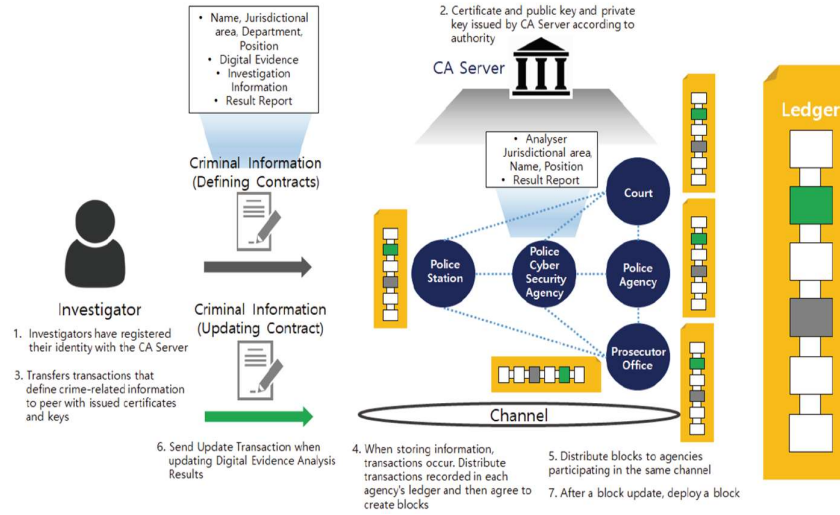 • Name, Jurisdictional
area, Department,
Position
• Digital Evidence
• Investigation
Information
• Result Report
2. Certificate and public key and private
key issued by CA Server according to
authority
CA Server
Criminal Information
(Defining Contracts)
• Analyser
Jurisdictional area,
Name, Position
• Result Report
Court
Police
Station
Police
Cyber
Security
Agency
Police
Agency
Prosecutor
Office
Ledger
Investigator
1. Investigators have registered
their identity with the CA Server
3. Transfers transactions that
define crime-related information
to peer with issued certificates
and keys
Criminal Information
(Updating Contract)
6. Send Update Transaction when
updating Digital Evidence Analysis
Results
Channel
4. When storing information,
transactions occur. Distribute
transactions recorded in each
agency's ledger and then agree to
create blocks
5. Distribute blocks to agencies
participating in the same channel
7. After a block update, deploy a block